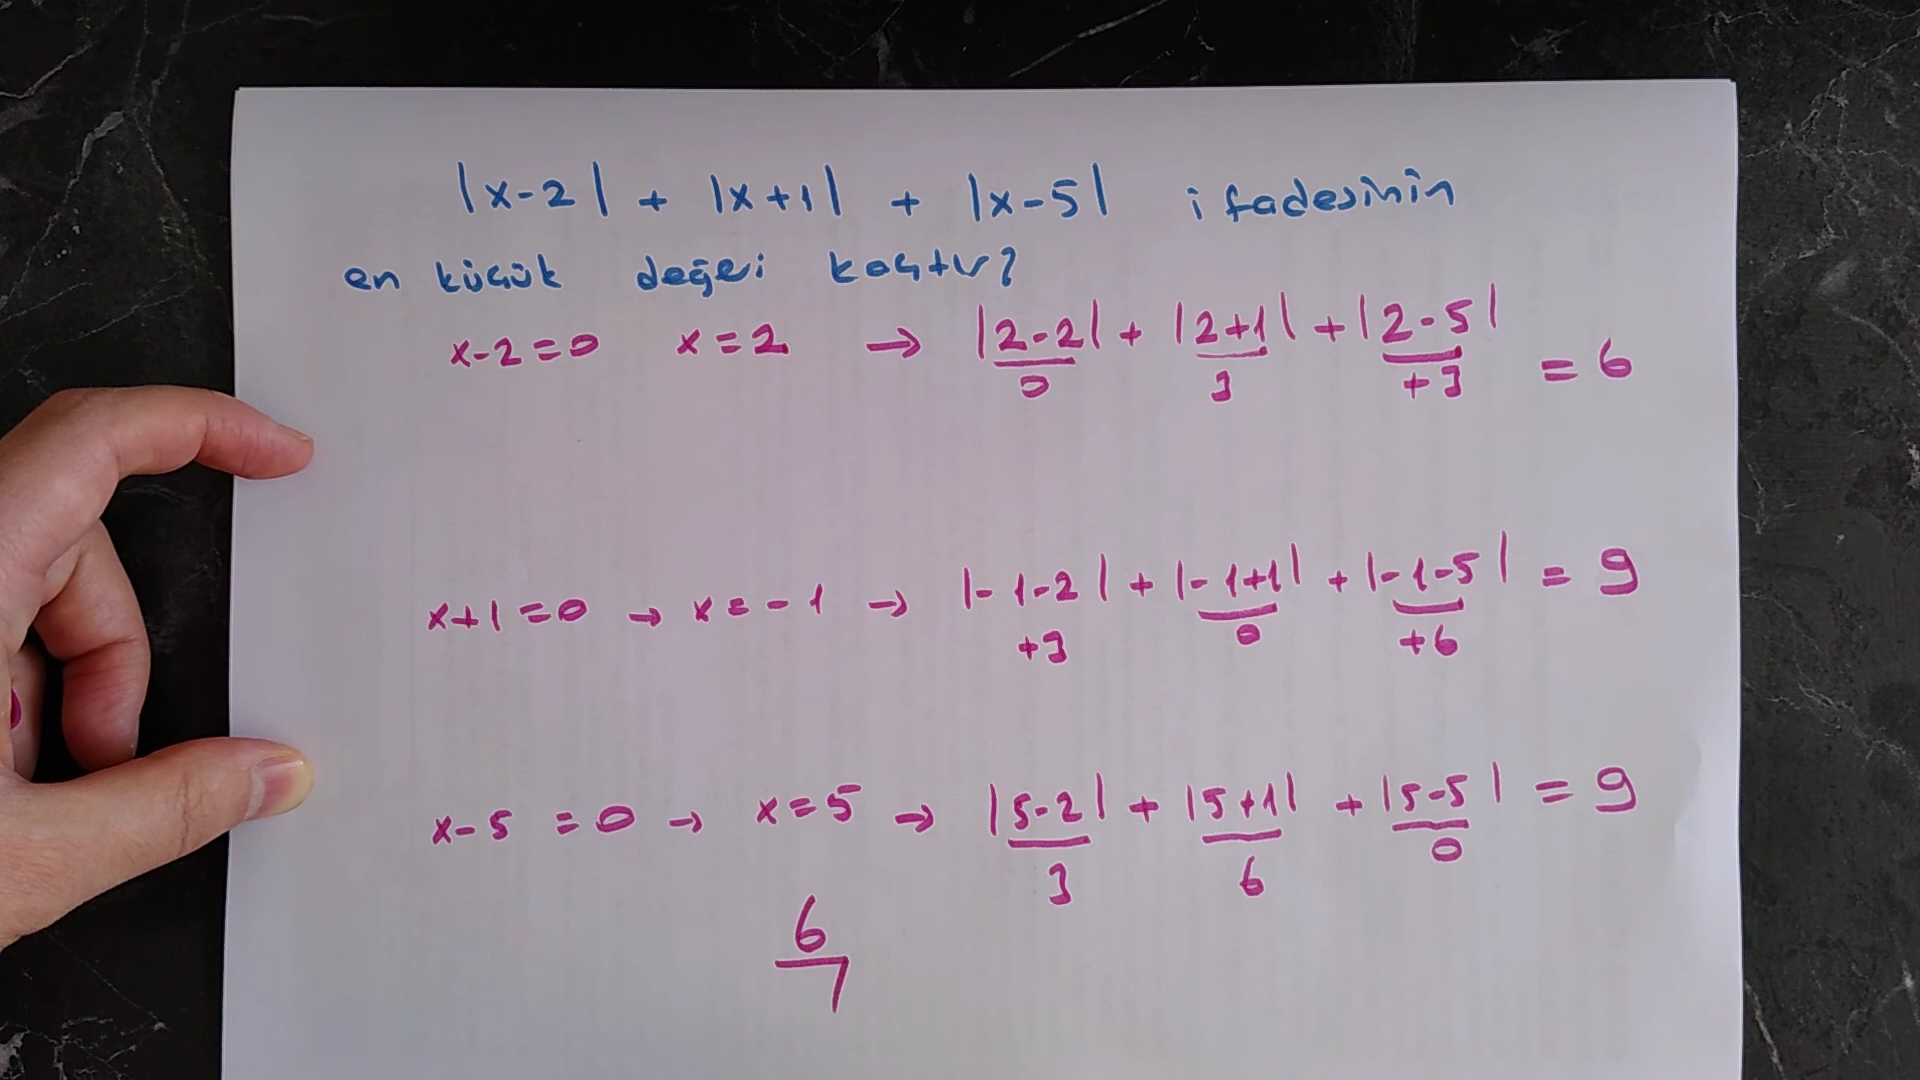 |x-2| + |x+1| + |x-5| ifadesinin
en küçük değeri kaçtır?
x-2=0 x=2 → |2-2| + |2+1| + |2-5| = 6
0 3 +3
x+1=0 → x=-1 → |-1-2| + |-1+1| + |-1-5| = 9
+3 0 +6
x-5=0 → x=5 → |5-2| + |5+1| + |5-5| = 9
3 6 0
6